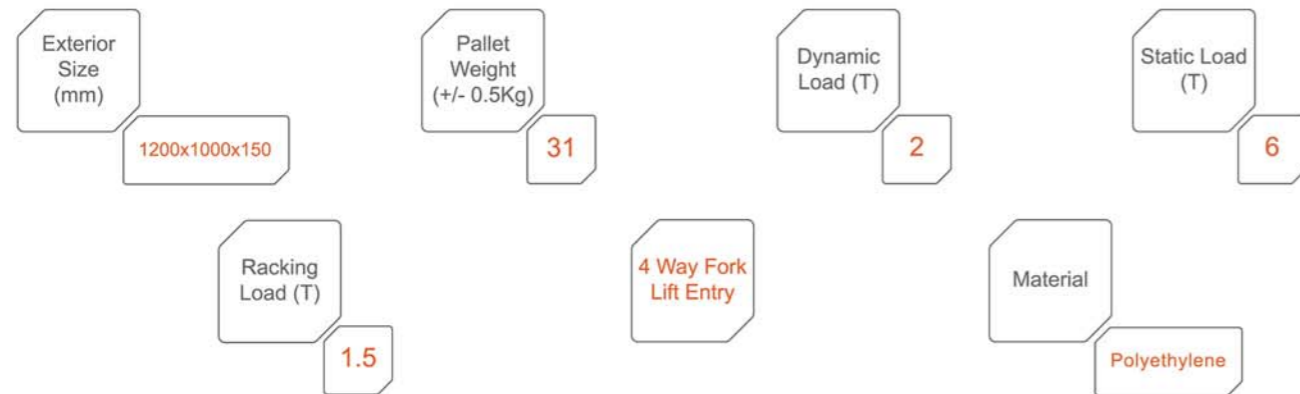 Exterior
Size
(mm)
1200x1000x150
Pallet
Weight
(+/- 0.5Kg)
31
Dynamic
Load (T)
2
Static Load
(T)
6
Racking
Load (T)
1.5
4 Way Fork
Lift Entry
Material
Polyethylene